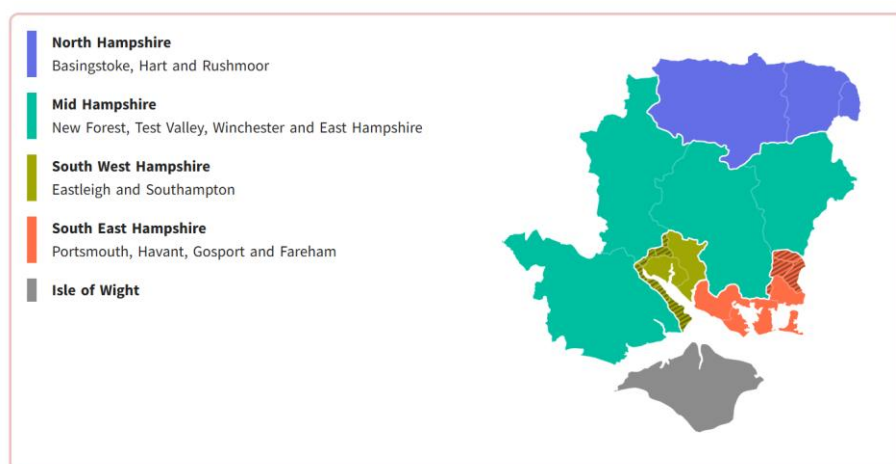 North Hampshire
Basingstoke, Hart and Rushmoor
Mid Hampshire
New Forest, Test Valley, Winchester and East Hampshire
South West Hampshire
Eastleigh and Southampton
South East Hampshire
Portsmouth, Havant, Gosport and Fareham
Isle of Wight